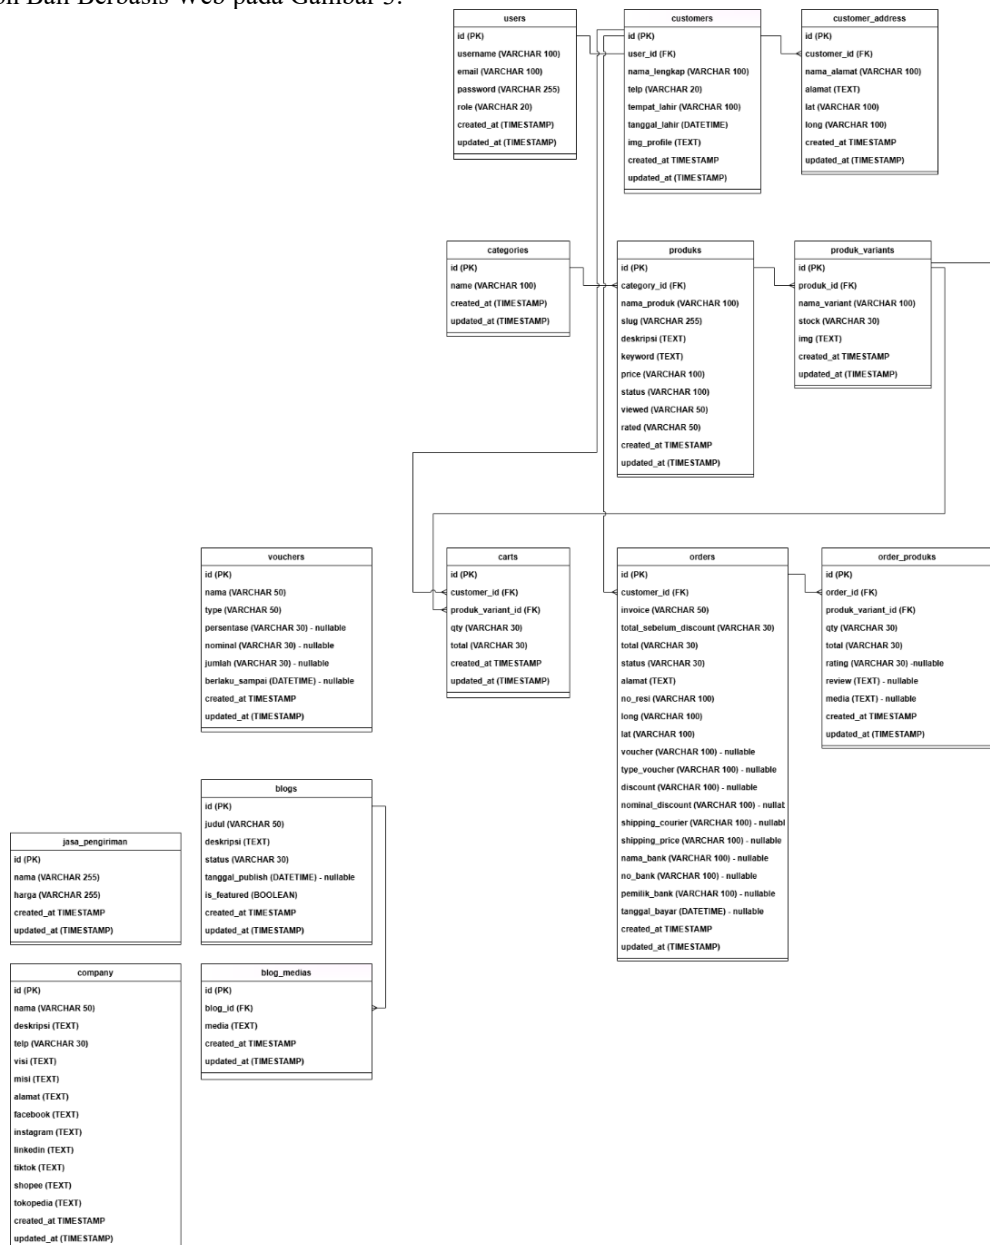 on Bali Berbasis Web pada Gambar 3.
users
id (PK)
username (VARCHAR 100)
email (VARCHAR 100)
password (VARCHAR 255)
role (VARCHAR 20)
created_at (TIMESTAMP)
updated_at (TIMESTAMP)
customers
id (PK)
user_id (FK)
nama_lengkap (VARCHAR 100)
telp (VARCHAR 20)
tempat_lahir (VARCHAR 100)
tanggal_lahir (DATETIME)
img_profile (TEXT)
created_at TIMESTAMP
updated_at (TIMESTAMP)
customer_address
id (PK)
customer_id (FK)
nama_alamat (VARCHAR 100)
alamat (TEXT)
lat (VARCHAR 100)
long (VARCHAR 100)
created_at TIMESTAMP
updated_at (TIMESTAMP)
categories
id (PK)
name (VARCHAR 100)
created_at (TIMESTAMP)
updated_at (TIMESTAMP)
produks
id (PK)
category_id (FK)
nama_produk (VARCHAR 100)
slug (VARCHAR 255)
deskripsi (TEXT)
keyword (TEXT)
price (VARCHAR 100)
status (VARCHAR 100)
viewed (VARCHAR 50)
rated (VARCHAR 50)
created_at TIMESTAMP
updated_at (TIMESTAMP)
produk_variants
id (PK)
produk_id (FK)
nama_variant (VARCHAR 100)
stock (VARCHAR 30)
img (TEXT)
created_at TIMESTAMP
updated_at (TIMESTAMP)
vouchers
id (PK)
nama (VARCHAR 50)
type (VARCHAR 50)
persentase (VARCHAR 30) - nullable
nominal (VARCHAR 30) - nullable
jumlah (VARCHAR 30) - nullable
berlaku_sampai (DATETIME) - nullable
created_at TIMESTAMP
updated_at (TIMESTAMP)
carts
id (PK)
customer_id (FK)
produk_variant_id (FK)
qty (VARCHAR 30)
total (VARCHAR 30)
created_at TIMESTAMP
updated_at (TIMESTAMP)
orders
id (PK)
customer_id (FK)
invoice (VARCHAR 50)
total_sebelum_discount (VARCHAR 30)
total (VARCHAR 30)
status (VARCHAR 30)
alamat (TEXT)
no_resi (VARCHAR 100)
long (VARCHAR 100)
lat (VARCHAR 100)
voucher (VARCHAR 100) - nullable
type_voucher (VARCHAR 100) - nullable
discount (VARCHAR 100) - nullable
nominal_discount (VARCHAR 100) - nullat
shipping_courier (VARCHAR 100) - nullabl
shipping_price (VARCHAR 100) - nullable
nama_bank (VARCHAR 100) - nullable
no_bank (VARCHAR 100) - nullable
pemilik_bank (VARCHAR 100) - nullable
tanggal_bayar (DATETIME) - nullable
created_at TIMESTAMP
updated_at (TIMESTAMP)
order_produks
id (PK)
order_id (FK)
produk_variant_id (FK)
qty (VARCHAR 30)
total (VARCHAR 30)
rating (VARCHAR 30) -nullable
review (TEXT) - nullable
media (TEXT) - nullable
created_at TIMESTAMP
updated_at (TIMESTAMP)
blogs
id (PK)
judul (VARCHAR 50)
deskripsi (TEXT)
status (VARCHAR 30)
tanggal_publish (DATETIME) - nullable
is_featured (BOOLEAN)
created_at TIMESTAMP
updated_at (TIMESTAMP)
jasa_pengiriman
id (PK)
nama (VARCHAR 255)
harga (VARCHAR 255)
created_at TIMESTAMP
updated_at (TIMESTAMP)
company
id (PK)
nama (VARCHAR 50)
deskripsi (TEXT)
telp (VARCHAR 30)
visi (TEXT)
misi (TEXT)
alamat (TEXT)
facebook (TEXT)
instagram (TEXT)
linkedin (TEXT)
tiktok (TEXT)
shopee (TEXT)
tokopedia (TEXT)
created_at TIMESTAMP
updated_at (TIMESTAMP)
blog_medias
id (PK)
blog_id (FK)
media (TEXT)
created_at TIMESTAMP
updated_at (TIMESTAMP)